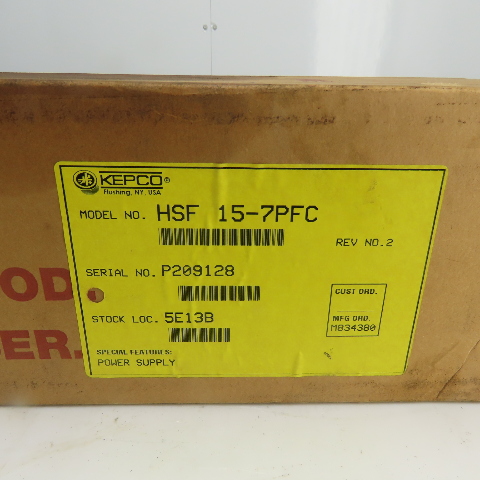 KEPCO®
Flushing, NY, USA
MODEL NO. HSF 15-7PFC
REV NO.2
SERIAL NO. P209128
STOCK LOC. 5E13B
CUST ORD.
MFG ORD.
MB34380
SPECIAL FEATURES:
POWER SUPPLY
OD
ER.